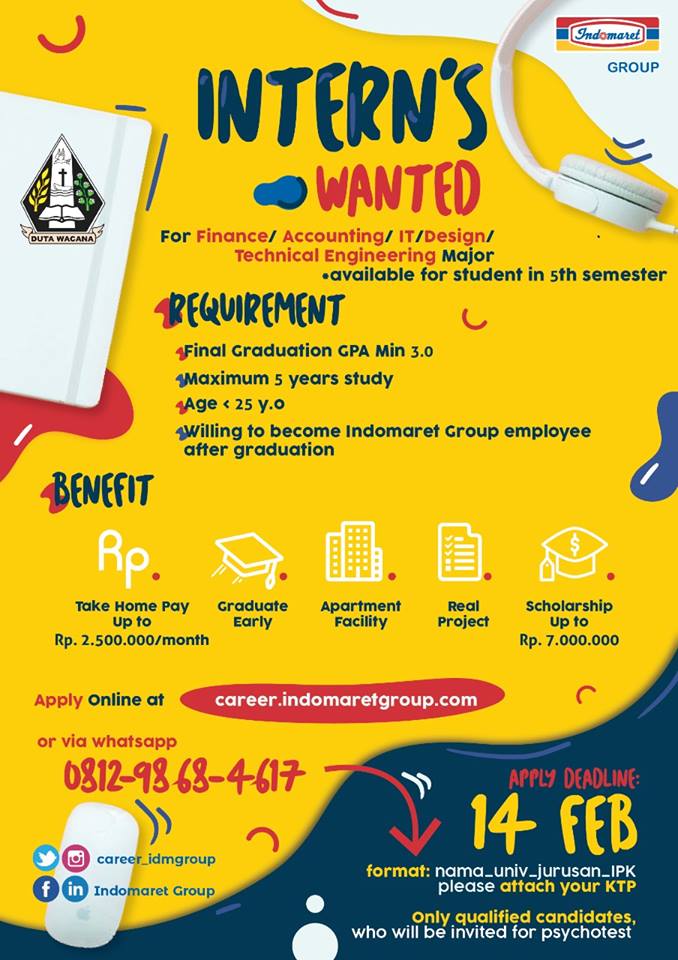 Indomaret
GROUP
INTERN'S
WANTED
DUTA WACANA
For Finance/ Accounting/ IT/Design/
Technical Engineering Major
•available for student in 5th semester
REQUIREMENT
Final Graduation GPA Min 3.0
Maximum 5 years study
Age < 25 y.o
Willing to become Indomaret Group employee
after graduation
BENEFIT
Rp.
Take Home Pay
Up to
Rp. 2.500.000/month
Graduate
Early
Apartment
Facility
Real
Project
$
Scholarship
Up to
Rp. 7.000.000
Apply Online at career.indomaretgroup.com
or via whatsapp
0812-9868-4617
APPLY DEADLINE:
14 FEB
format: nama_univ_jurusan_IPK
please attach your KTP
Only qualified candidates,
who will be invited for psychotest
career_idmgroup
Indomaret Group